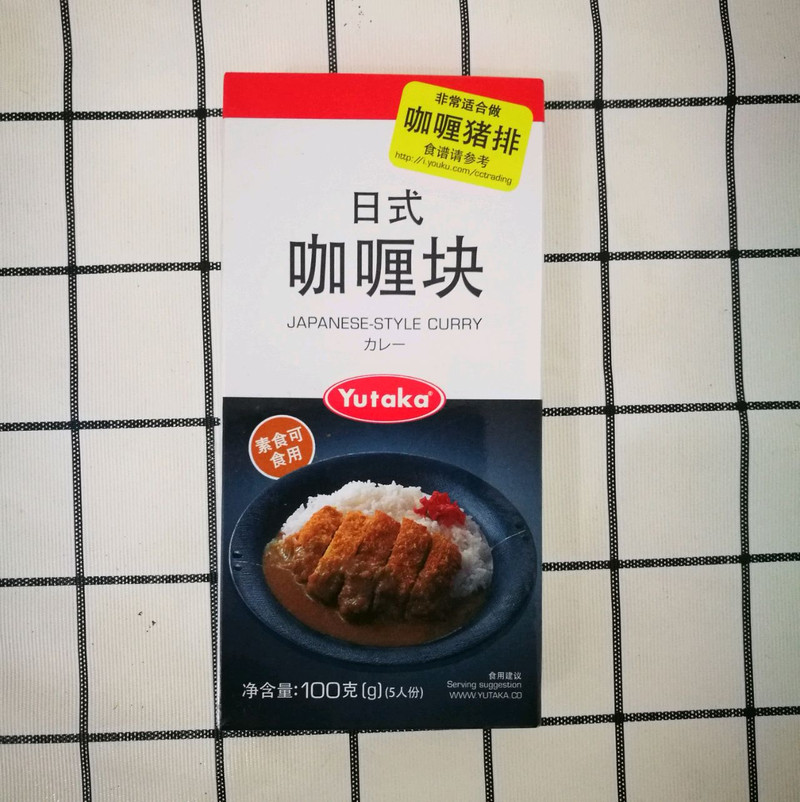 非常适合做
咖喱猪排
食谱请参考
http://i.youku.com/cctrading
日式
咖喱块
JAPANESE-STYLE CURRY
カレー
Yutaka®
素食可
食用
净含量:100克(g)(5人份)
食用建议
Serving suggestion
WWW.YUTAKA.CO